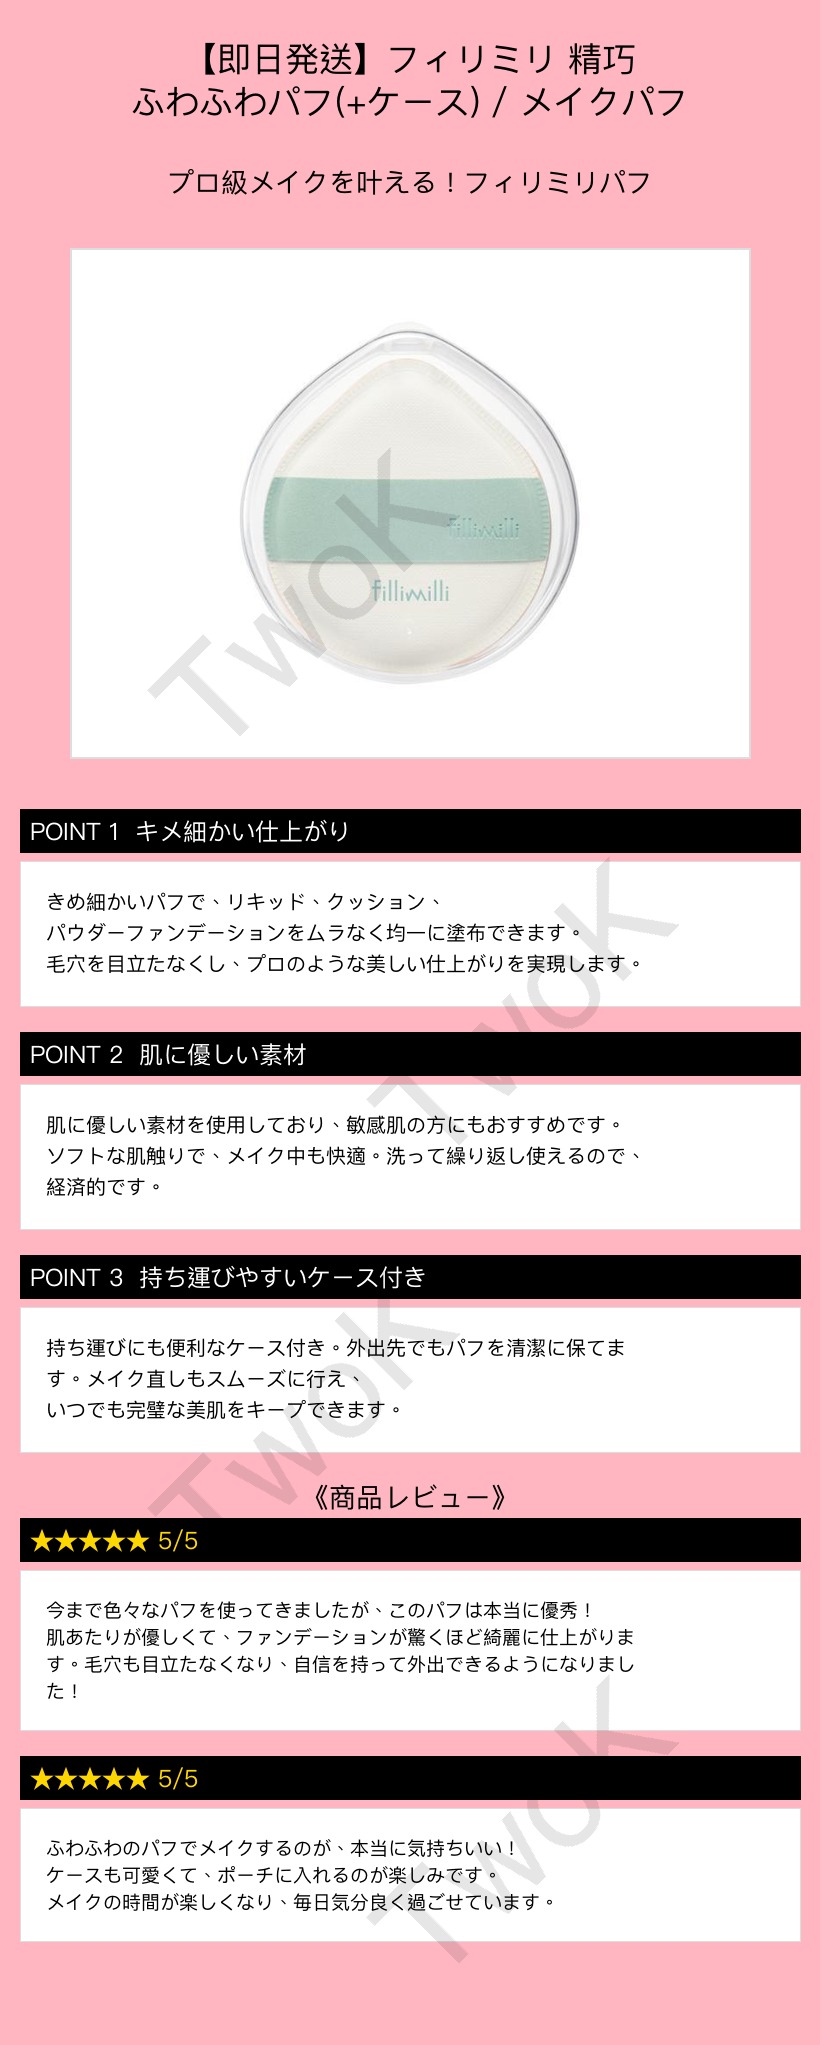 【即日発送】フィリミリ 精巧
ふわふわパフ(+ケース) / メイクパフ
プロ級メイクを叶える！フィリミリパフ
fillimilli
fillimilli
TwoK
POINT 1 キメ細かい仕上がり
きめ細かいパフで、リキッド、クッション、
パウダーファンデーションをムラなく均一に塗布できます。
毛穴を目立たなくし、プロのような美しい仕上がりを実現します。
TwoK
POINT 2 肌に優しい素材
肌に優しい素材を使用しており、敏感肌の方にもおすすめです。
ソフトな肌触りで、メイク中も快適。洗って繰り返し使えるので、
経済的です。
POINT 3 持ち運びやすいケース付き
持ち運びにも便利なケース付き。外出先でもパフを清潔に保てま
す。メイク直しもスムーズに行え、
いつでも完璧な美肌をキープできます。
TwoK
《商品レビュー》
★★★★★ 5/5
今まで色々なパフを使ってきましたが、このパフは本当に優秀！
肌あたりが優しくて、ファンデーションが驚くほど綺麗に仕上がりま
す。毛穴も目立たなくなり、自信を持って外出できるようになりまし
た！
★★★★★ 5/5
ふわふわのパフでメイクするのが、本当に気持ちいい！
ケースも可愛くて、ポーチに入れるのが楽しみです。
メイクの時間が楽しくなり、毎日気分良く過ごせています。
TwoK